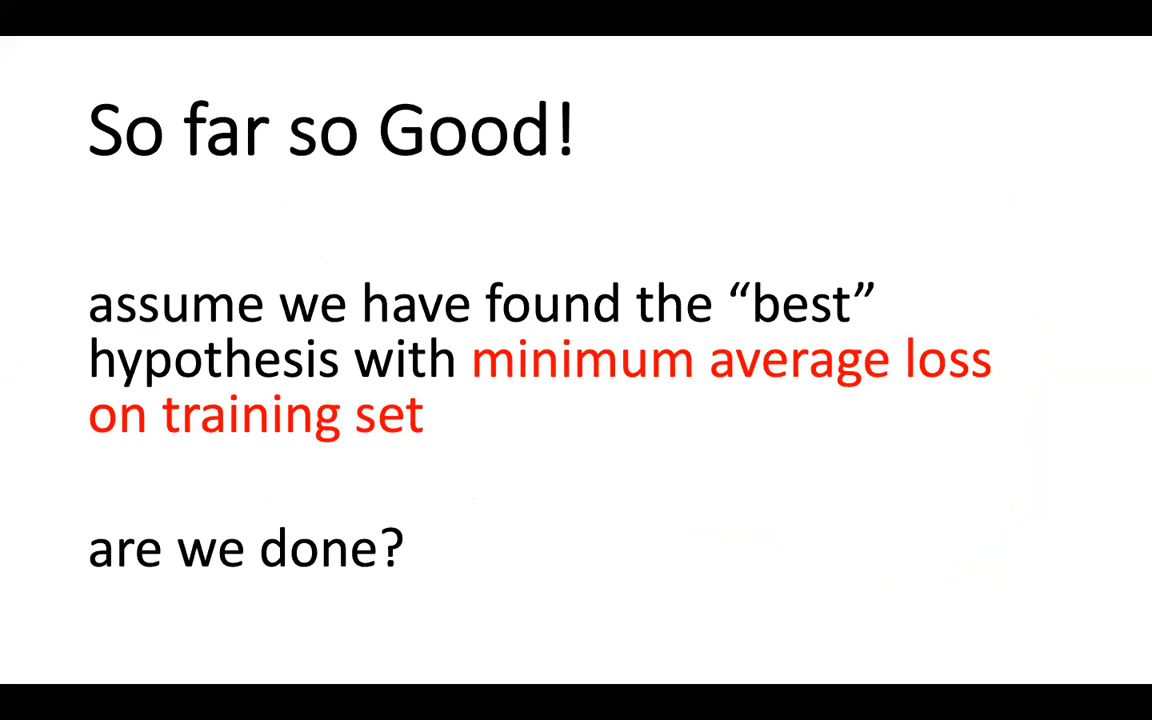 So far so Good!
assume we have found the “best”
hypothesis with minimum average loss
on training set
are we done?